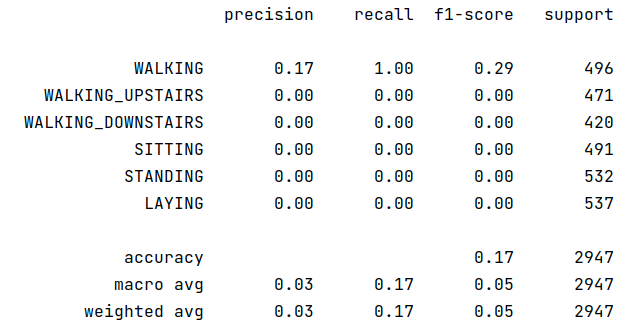 precision recall f1-score support
WALKING 0.17 1.00 0.29 496
WALKING_UPSTAIRS 0.00 0.00 0.00 471
WALKING_DOWNSTAIRS 0.00 0.00 0.00 420
SITTING 0.00 0.00 0.00 491
STANDING 0.00 0.00 0.00 532
LAYING 0.00 0.00 0.00 537
accuracy 0.17 2947
macro avg 0.03 0.17 0.05 2947
weighted avg 0.03 0.17 0.05 2947